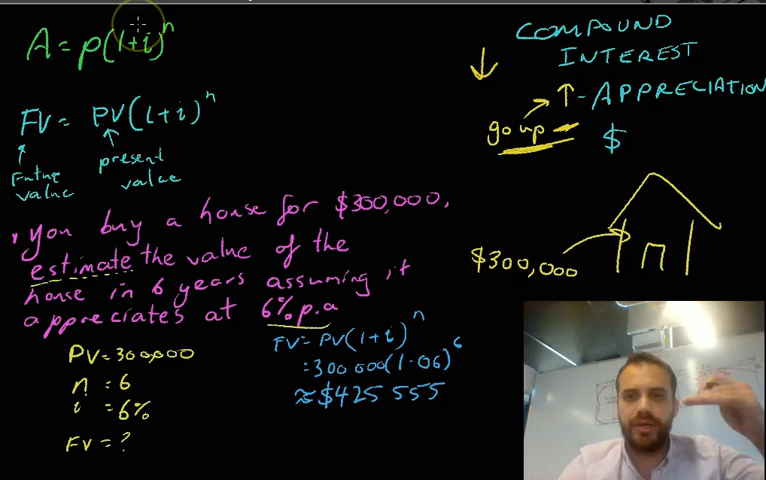 A = P(1+i)^n
COMPOUND
INTEREST
↓
↑ - APPRECIATION
go up
$
FV = PV(1+i)^n
Future
value
present
value
• You buy a house for $300,000,
estimate the value of the
house in 6 years assuming it
appreciates at 6% p.a
$300,000
PV = 300,000
n = 6
i = 6%
FV = ?
FV = PV(1+i)^n
= 300 000(1.06)^6
≈ $425 555